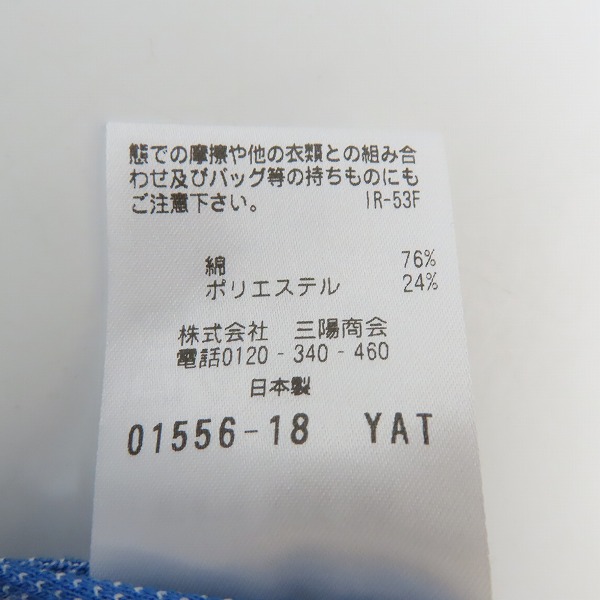 態での摩擦や他の衣類との組み合
わせ及びバッグ等の持ちものにも
ご注意下さい。 IR-53F
綿 76%
ポリエステル 24%
株式会社 三陽商会
電話0120-340-460
日本製
01556-18 YAT